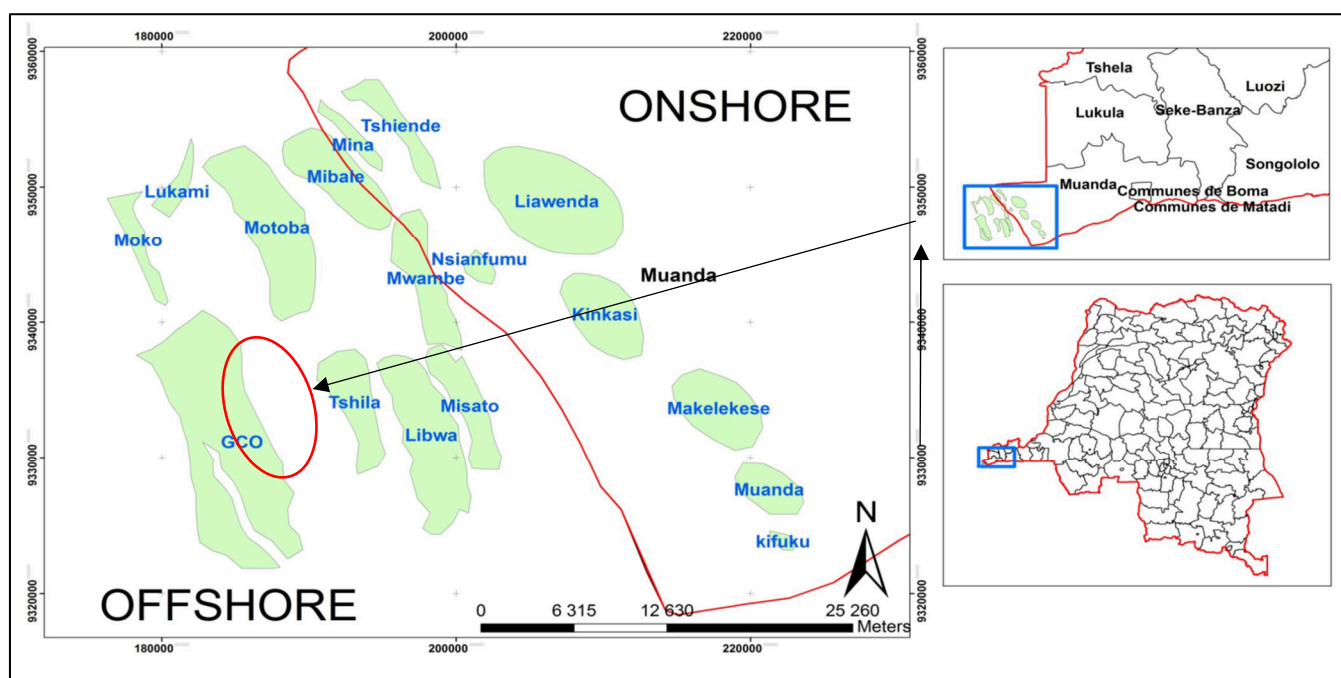 180000
200000
220000
9360000
9360000
9360000
9360000
ONSHORE
OFFSHORE
Tshiende
Mina
Mibale
Lukami
Liawenda
Motoba
Moko
Nsianfumu
Mwambe
Muanda
Kinkasi
9350000
9350000
9340000
9340000
Tshila
Misato
Makelekese
GCO
Libwa
9330000
9330000
Muanda
kifuku
N
9320000
9320000
0 6 315 12 630 25 260
Meters
180000
200000
220000
Tshela
Luozi
Lukula
Seke-Banza
Songololo
Muanda
Communes de Boma
Communes de Matadi